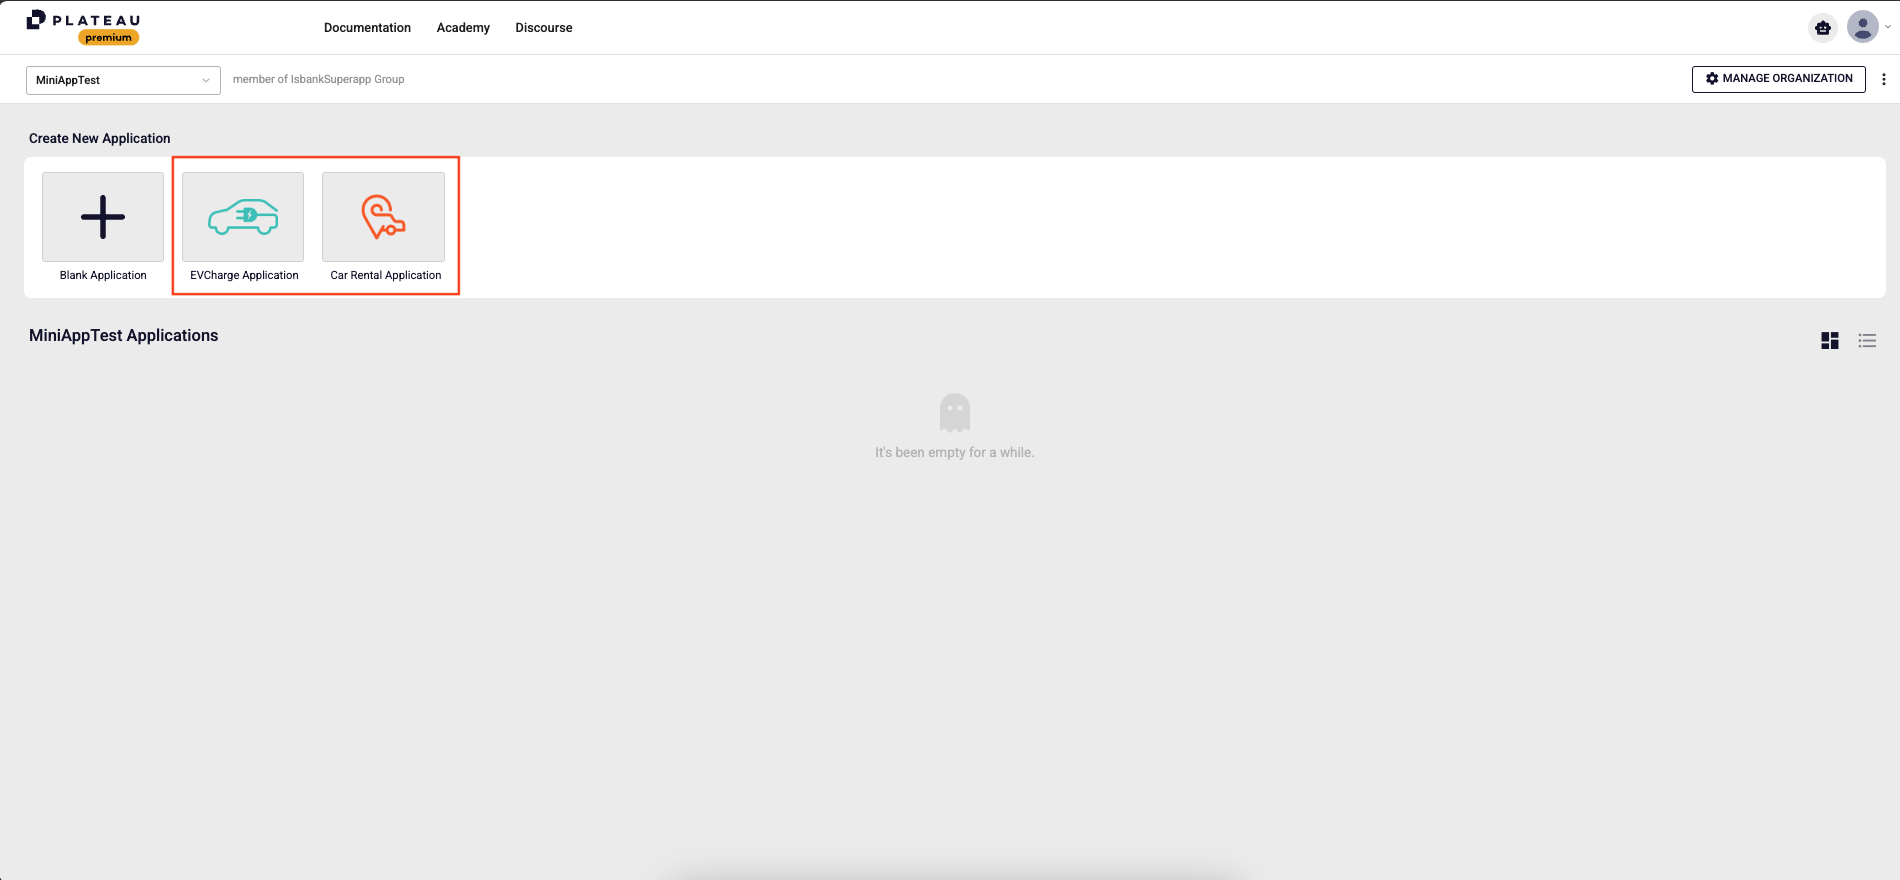 PLATEAU
premium
Documentation Academy Discourse
MiniAppTest member of IsbankSuperapp Group MANAGE ORGANIZATION
Create New Application
Blank Application EVCharge Application Car Rental Application
MiniAppTest Applications
It's been empty for a while.